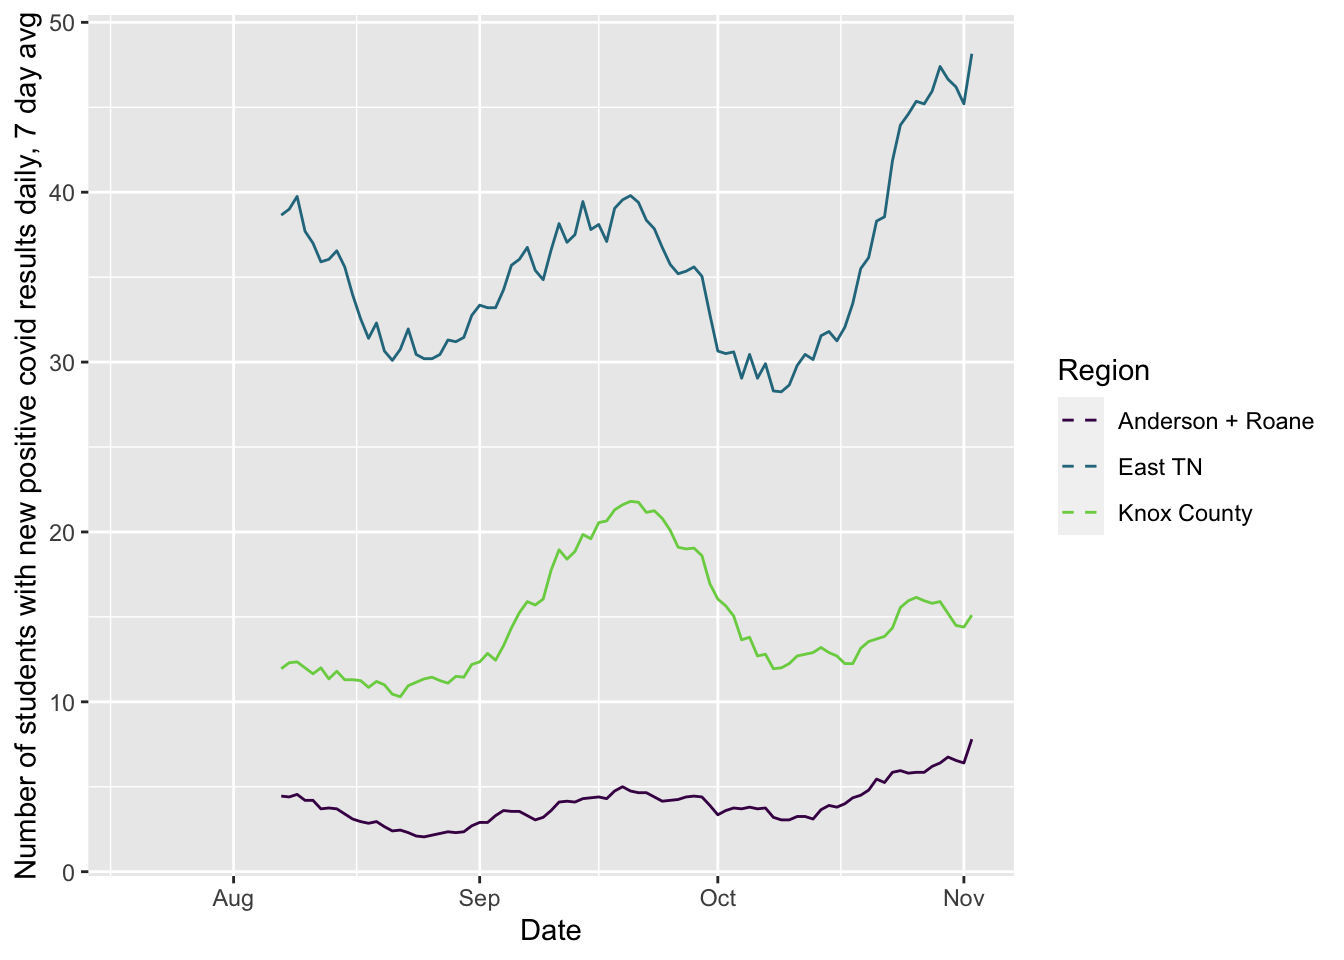 Number of students with new positive covid results daily, 7 day avg
50
40
30
20
10
0
Aug
Sep
Oct
Nov
Date
Region
Anderson + Roane
East TN
Knox County